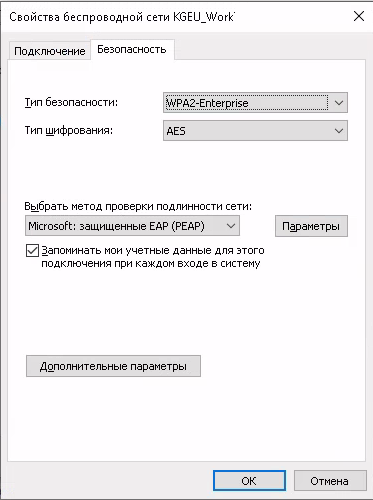 Свойства беспроводной сети KGEU_Work
Подключение Безопасность
Тип безопасности: WPA2-Enterprise
Тип шифрования: AES
Выбрать метод проверки подлинности сети:
Microsoft: защищенные EAP (PEAP) Параметры
Запоминать мои учетные данные для этого
подключения при каждом входе в систему
Дополнительные параметры
OK Отмена